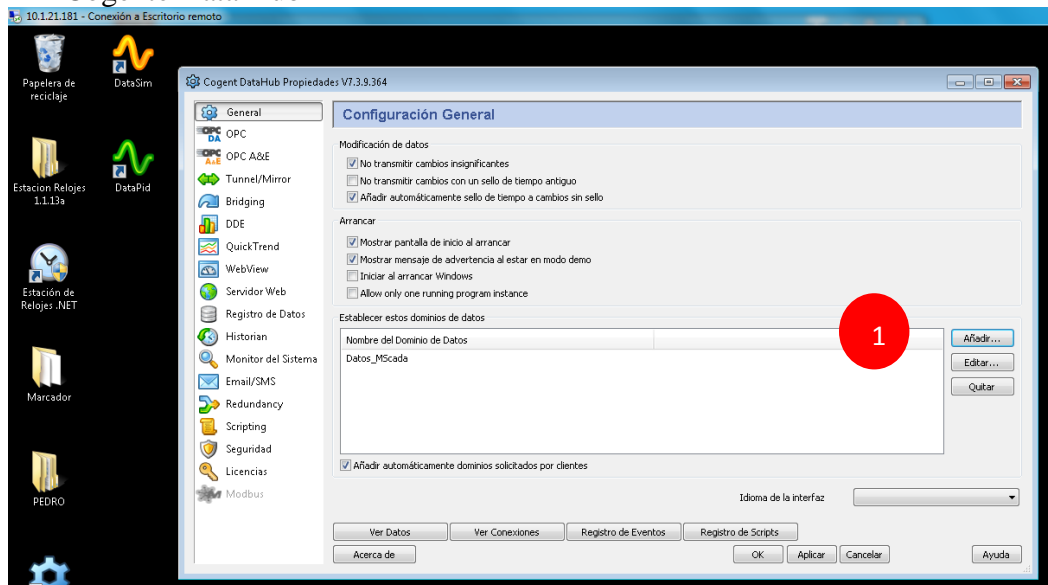 10.1.21.181 - Conexión a Escritorio remoto
Papelera de
reciclaje
DataSim
Estacion Relojes
1.1.13a
DataPid
Estación de
Relojes .NET
Marcador
PEDRO
Cogent DataHub Propiedades V7.3.9.364
General
OPC
OPC A&E
Tunnel/Mirror
Bridging
DDE
QuickTrend
WebView
Servidor Web
Registro de Datos
Historian
Monitor del Sistema
Email/SMS
Redundancy
Scripting
Seguridad
Licencias
Modbus
Configuración General
Modificación de datos
No transmitir cambios insignificantes
No transmitir cambios con un sello de tiempo antiguo
Añadir automáticamente sello de tiempo a cambios sin sello
Arrancar
Mostrar pantalla de inicio al arrancar
Mostrar mensaje de advertencia al estar en modo demo
Iniciar al arrancar Windows
Allow only one running program instance
Establecer estos dominios de datos
Nombre del Dominio de Datos
Datos_MScada
1
Añadir...
Editar...
Quitar
Añadir automáticamente dominios solicitados por clientes
Idioma de la interfaz
Ver Datos Ver Conexiones Registro de Eventos Registro de Scripts
Acerca de OK Aplicar Cancelar Ayuda